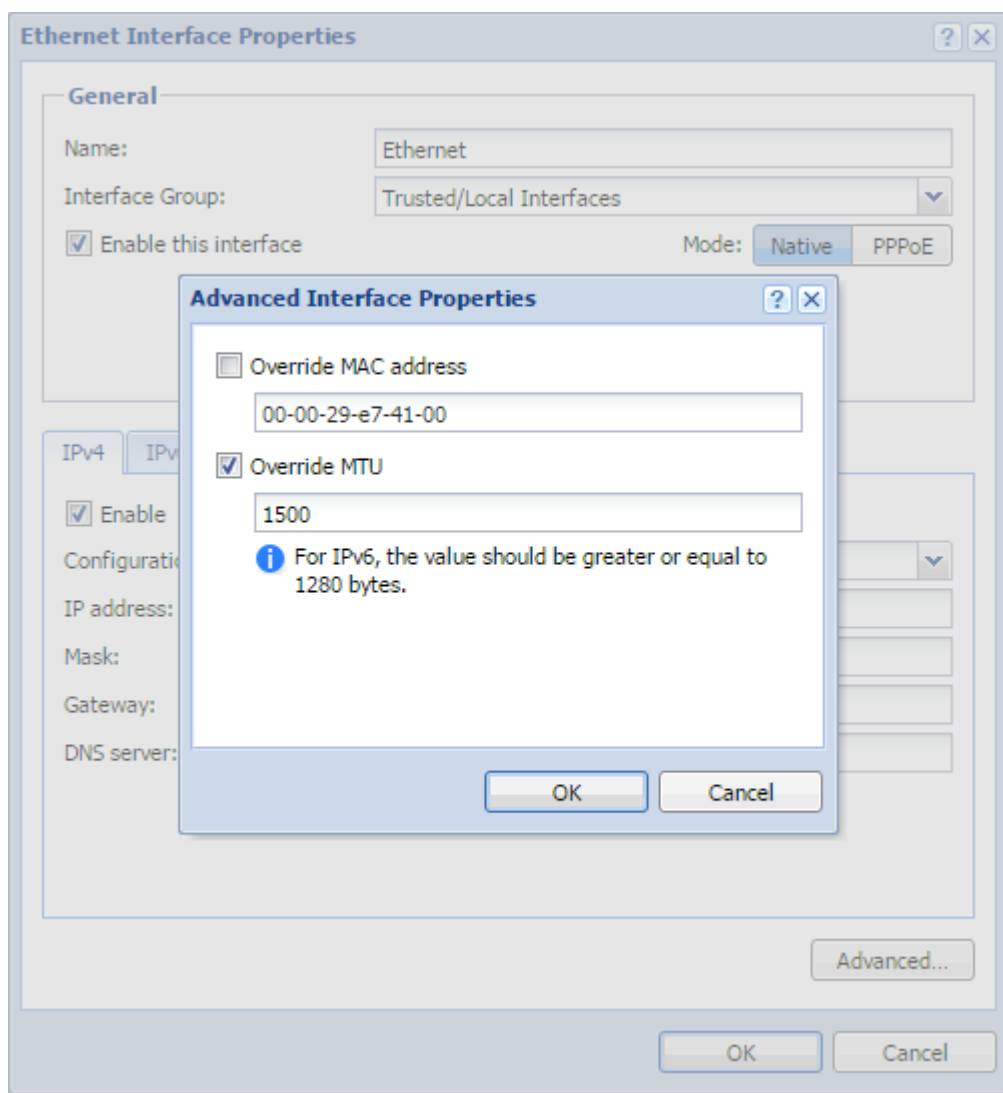 Ethernet Interface Properties
General
Name:
Ethernet
Interface Group:
Trusted/Local Interfaces
Enable this interface
Mode:
Native
PPPoE
Advanced Interface Properties
Override MAC address
00-00-29-e7-41-00
Override MTU
1500
For IPv6, the value should be greater or equal to
1280 bytes.
OK
Cancel
IPv4
IPv
Enable
Configuratio
IP address:
Mask:
Gateway:
DNS server:
Advanced...
OK
Cancel